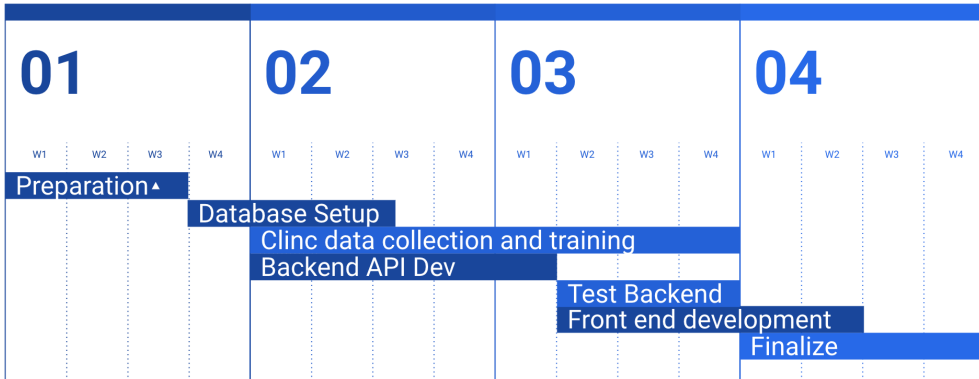 01 02 03 04
W1 W2 W3 W4 W1 W2 W3 W4 W1 W2 W3 W4 W1 W2 W3 W4
Preparation▲
Database Setup
Clinc data collection and training
Backend API Dev
Test Backend
Front end development
Finalize